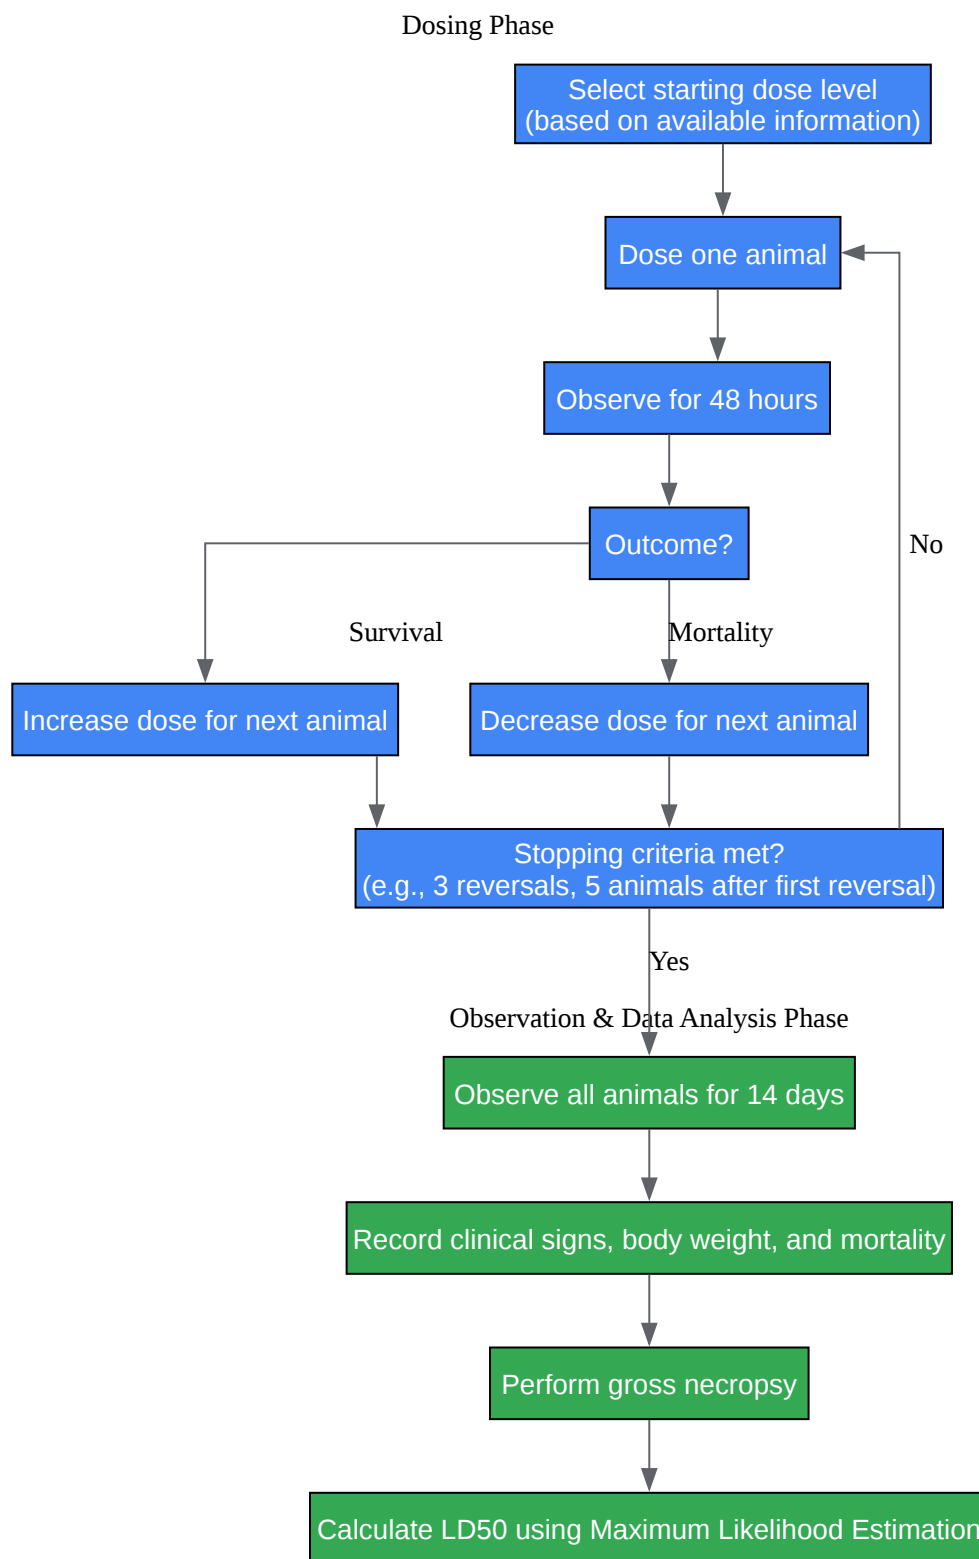 Dosing Phase
Select starting dose level
(based on available information)
Dose one animal
Observe for 48 hours
Outcome?
No
Survival
Mortality
Increase dose for next animal
Decrease dose for next animal
Stopping criteria met?
(e.g., 3 reversals, 5 animals after first reversal)
Yes
Observation & Data Analysis Phase
Observe all animals for 14 days
Record clinical signs, body weight, and mortality
Perform gross necropsy
Calculate LD50 using Maximum Likelihood Estimation